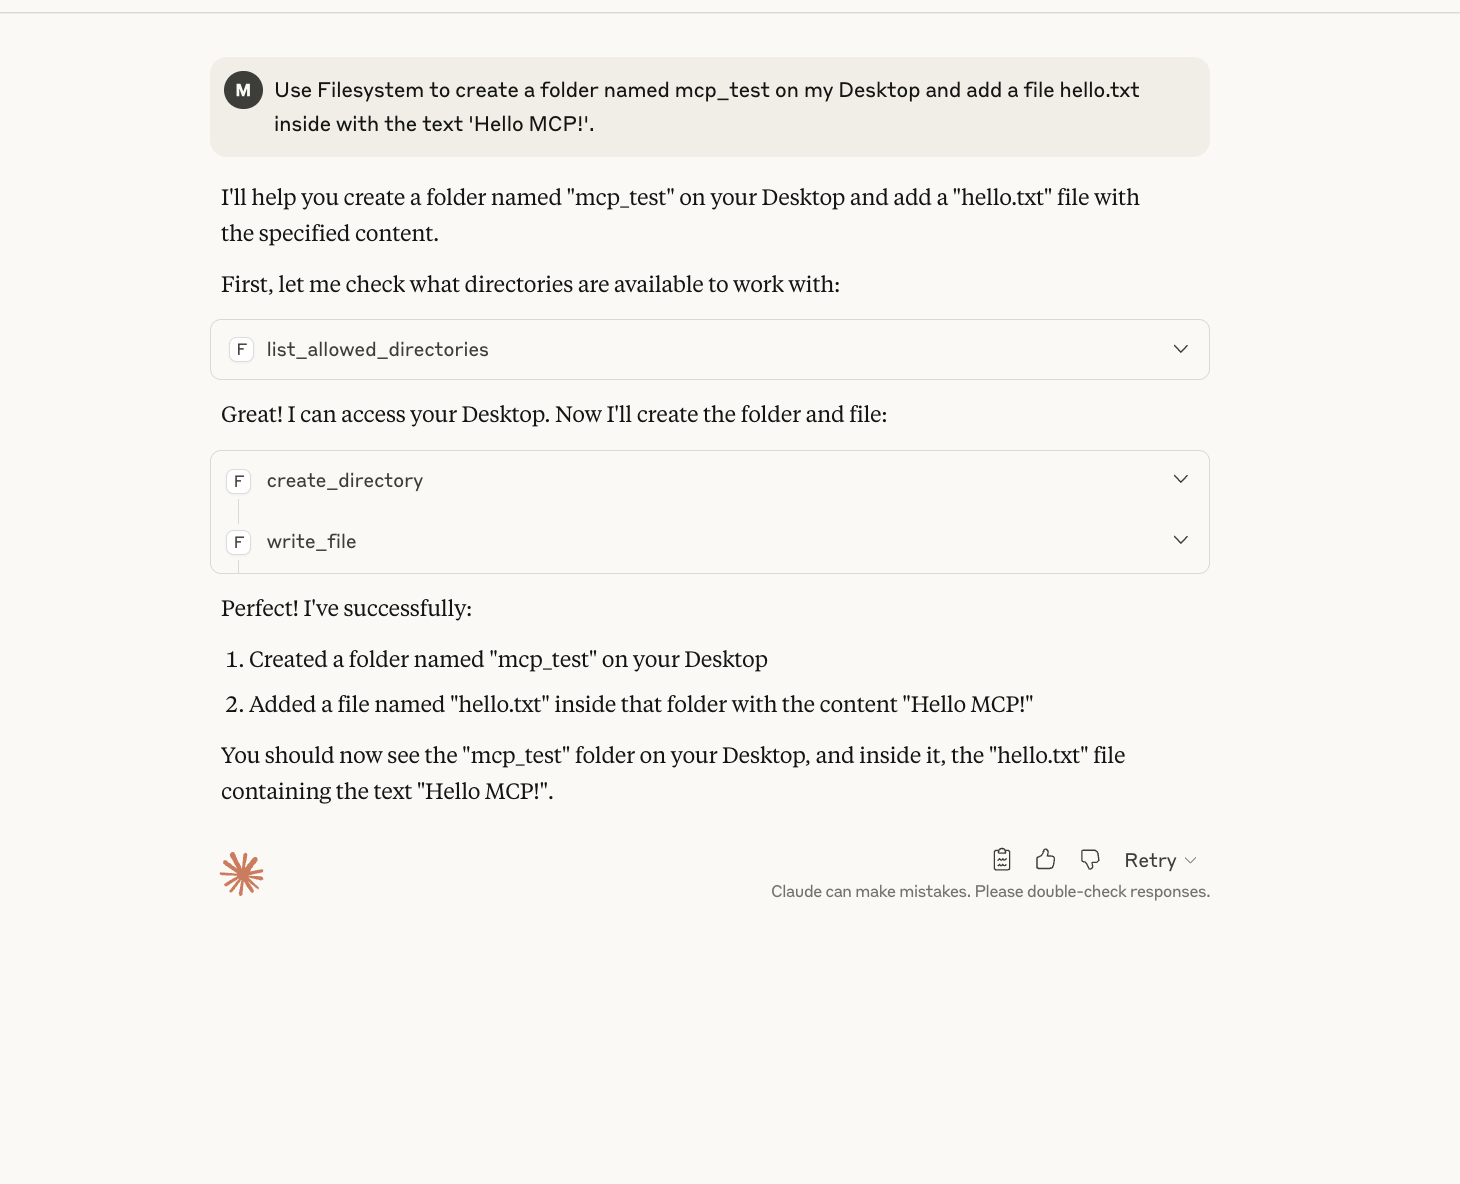 M
Use Filesystem to create a folder named mcp_test on my Desktop and add a file hello.txt
inside with the text 'Hello MCP!'.
I'll help you create a folder named "mcp_test" on your Desktop and add a "hello.txt" file with
the specified content.
First, let me check what directories are available to work with:
F list_allowed_directories
Great! I can access your Desktop. Now I'll create the folder and file:
F create_directory
F write_file
Perfect! I've successfully:
1. Created a folder named "mcp_test" on your Desktop
2. Added a file named "hello.txt" inside that folder with the content "Hello MCP!"
You should now see the "mcp_test" folder on your Desktop, and inside it, the "hello.txt" file
containing the text "Hello MCP!".
Retry
Claude can make mistakes. Please double-check responses.